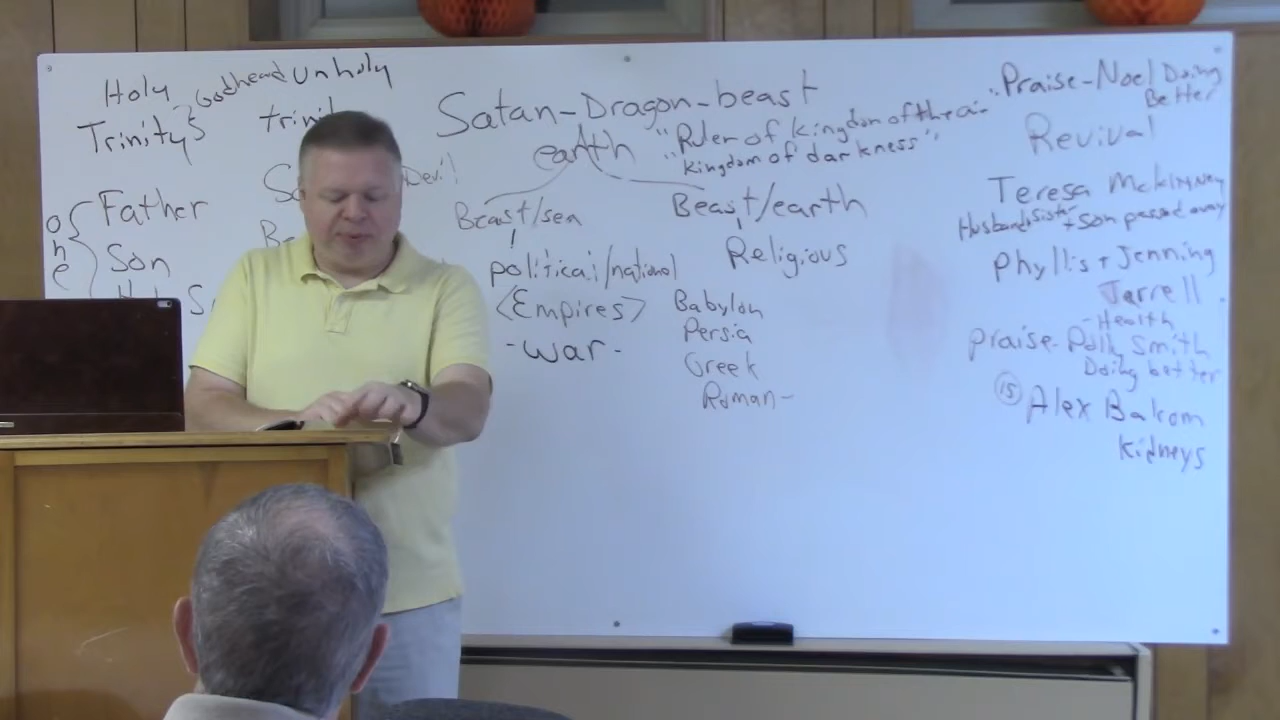 Holy
Trinity
Godhead
Unholy
Father
Son
one
Devil
Satan-Dragon-beast
earth
"Ruler of kingdom of the air
"kingdom of darkness"
Beast/sea
political/national
<Empires>
-war-
Beast/earth
Religious
Babylon
Persia
Greek
Roman-
Praise-Noel Doing
Better
Revival
Teresa McKinney
Husbands sister + son passed away
Phyllis + Jenning
Jarrell
-Health
praise-Polly Smith
Doing better
15 Alex Balcom
kidneys